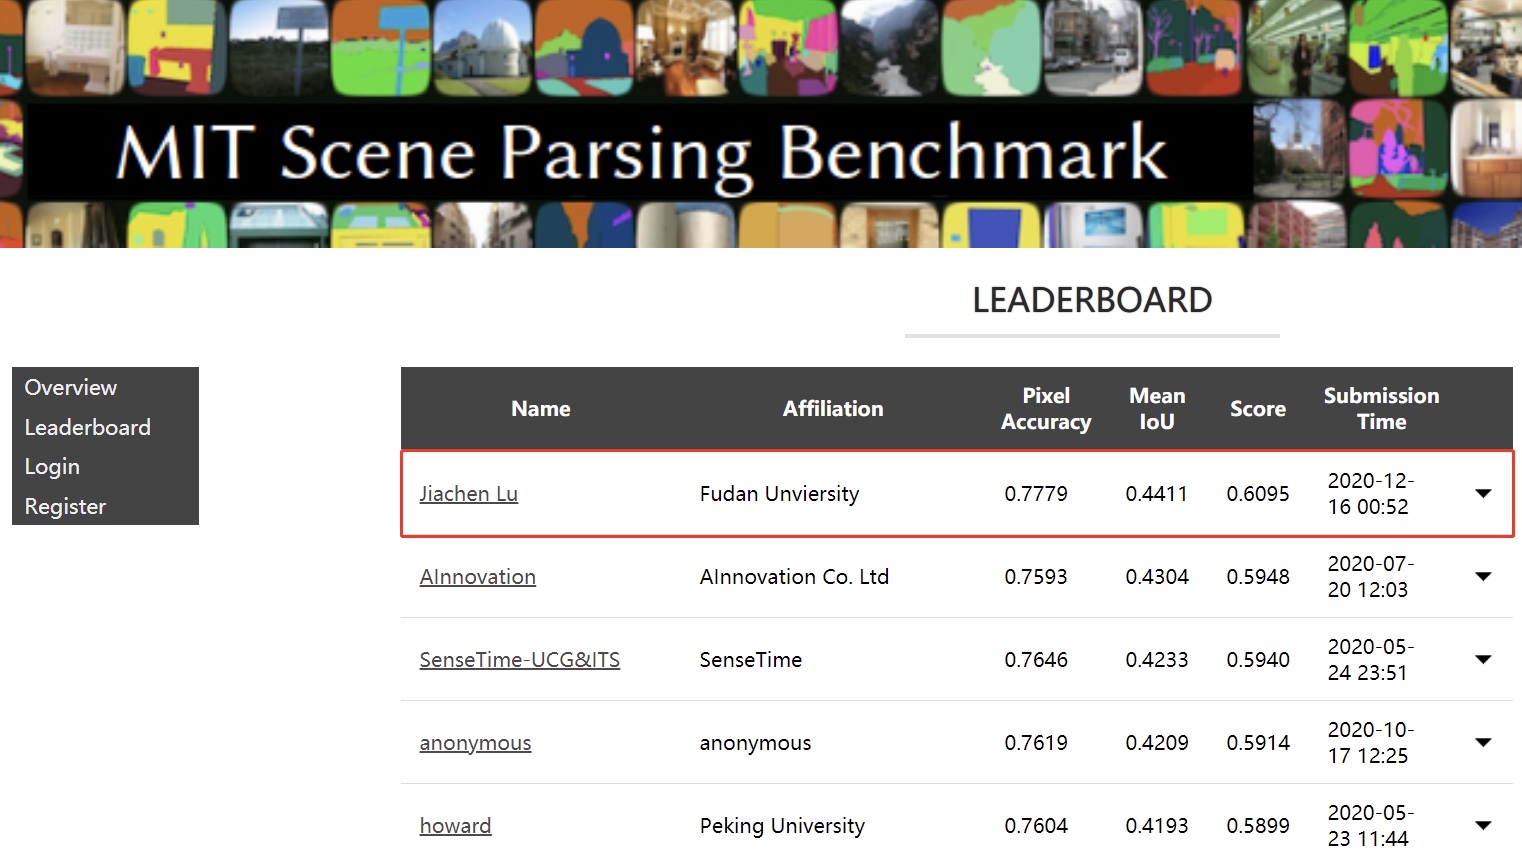 MIT Scene Parsing Benchmark
LEADERBOARD
Overview
Leaderboard
Login
Register
Name Affiliation Pixel Accuracy Mean IoU Score Submission Time
Jiachen Lu Fudan Unviersity 0.7779 0.4411 0.6095 2020-12-16 00:52
AInnovation AInnovation Co. Ltd 0.7593 0.4304 0.5948 2020-07-20 12:03
SenseTime-UCG&ITS SenseTime 0.7646 0.4233 0.5940 2020-05-24 23:51
anonymous anonymous 0.7619 0.4209 0.5914 2020-10-17 12:25
howard Peking University 0.7604 0.4193 0.5899 2020-05-23 11:44